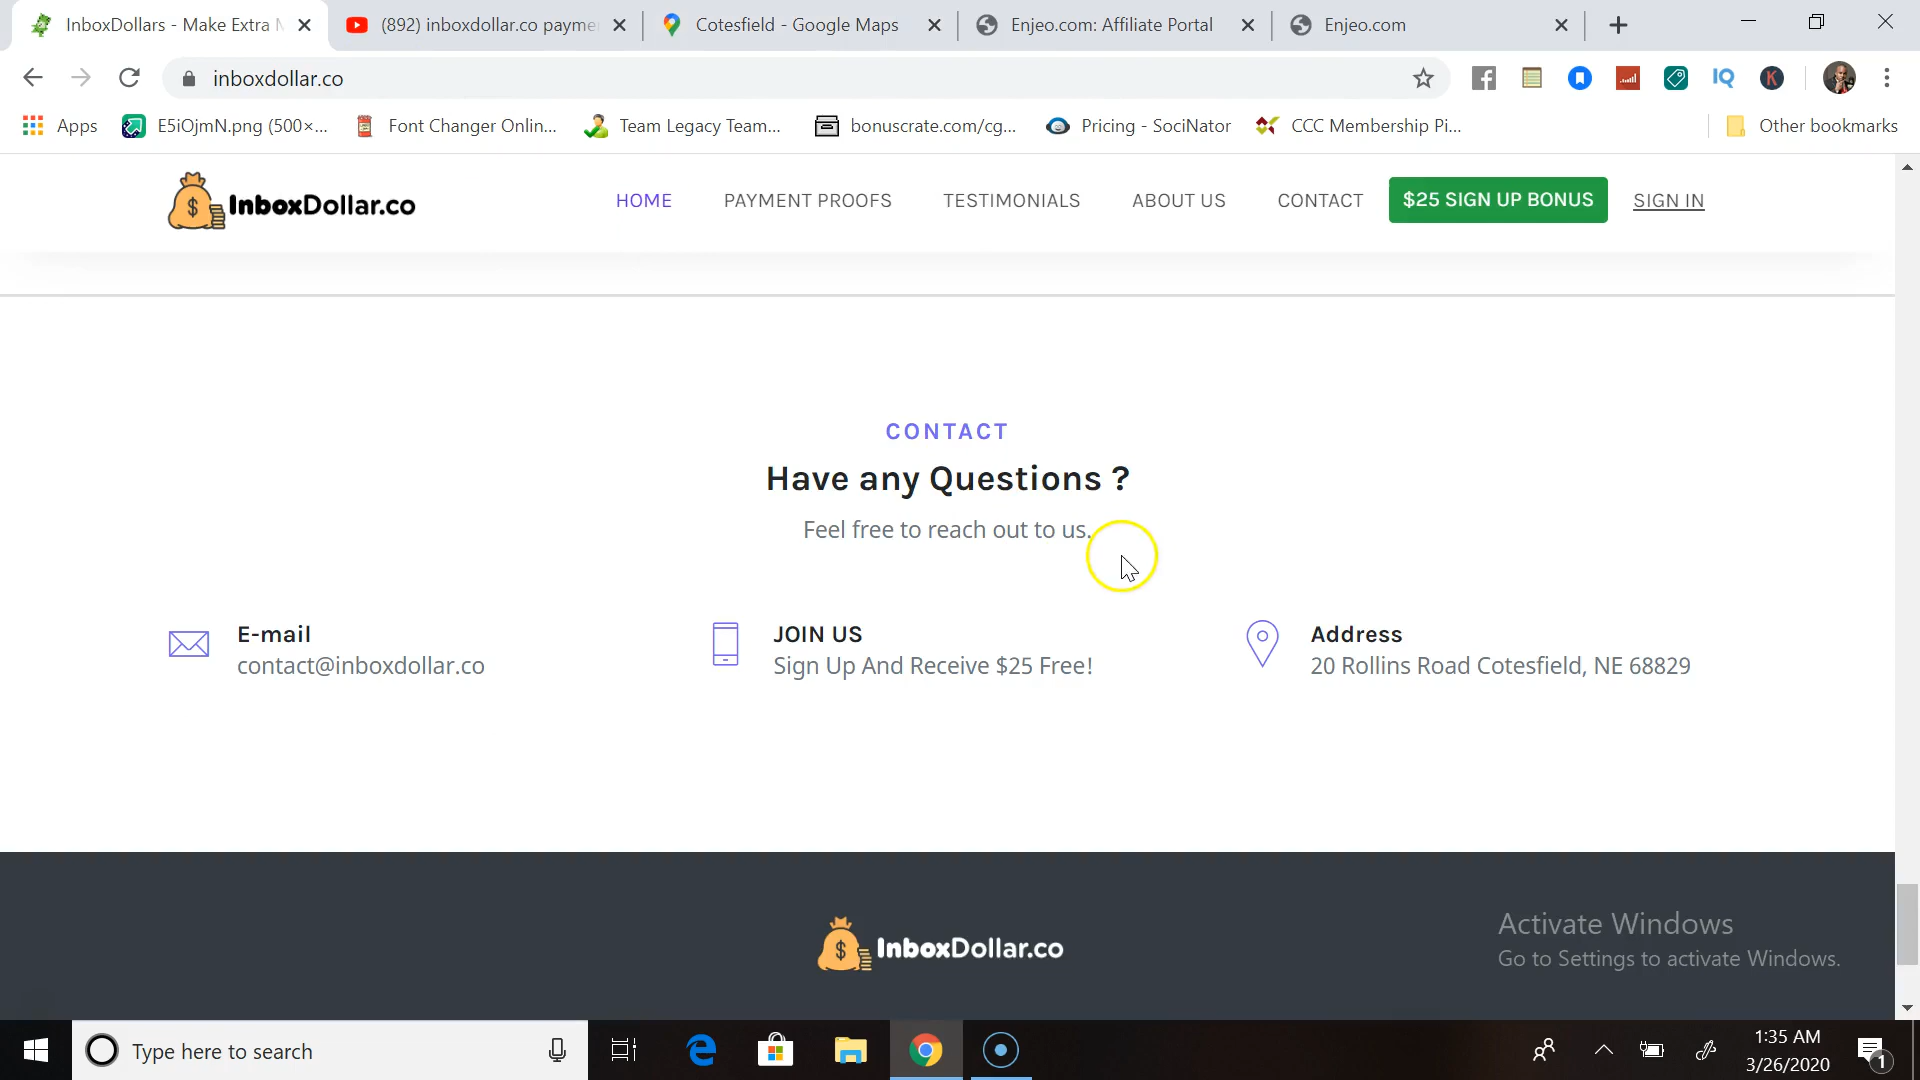 InboxDollars - Make Extra M
(892) inboxdollar.co payme
Cotesfield - Google Maps
Enjeo.com: Affiliate Portal
Enjeo.com
inboxdollar.co
IQ
K
Apps
E5iOjmN.png (500×...
Font Changer Onlin...
Team Legacy Team...
bonuscrate.com/cg...
Pricing - SociNator
CCC Membership Pi...
Other bookmarks
InboxDollar.co
HOME
PAYMENT PROOFS
TESTIMONIALS
ABOUT US
CONTACT
$25 SIGN UP BONUS
SIGN IN
CONTACT
Have any Questions ?
Feel free to reach out to us.
E-mail
contact@inboxdollar.co
JOIN US
Sign Up And Receive $25 Free!
Address
20 Rollins Road Cotesfield, NE 68829
InboxDollar.co
Activate Windows
Go to Settings to activate Windows.
Type here to search
1:35 AM
3/26/2020
1